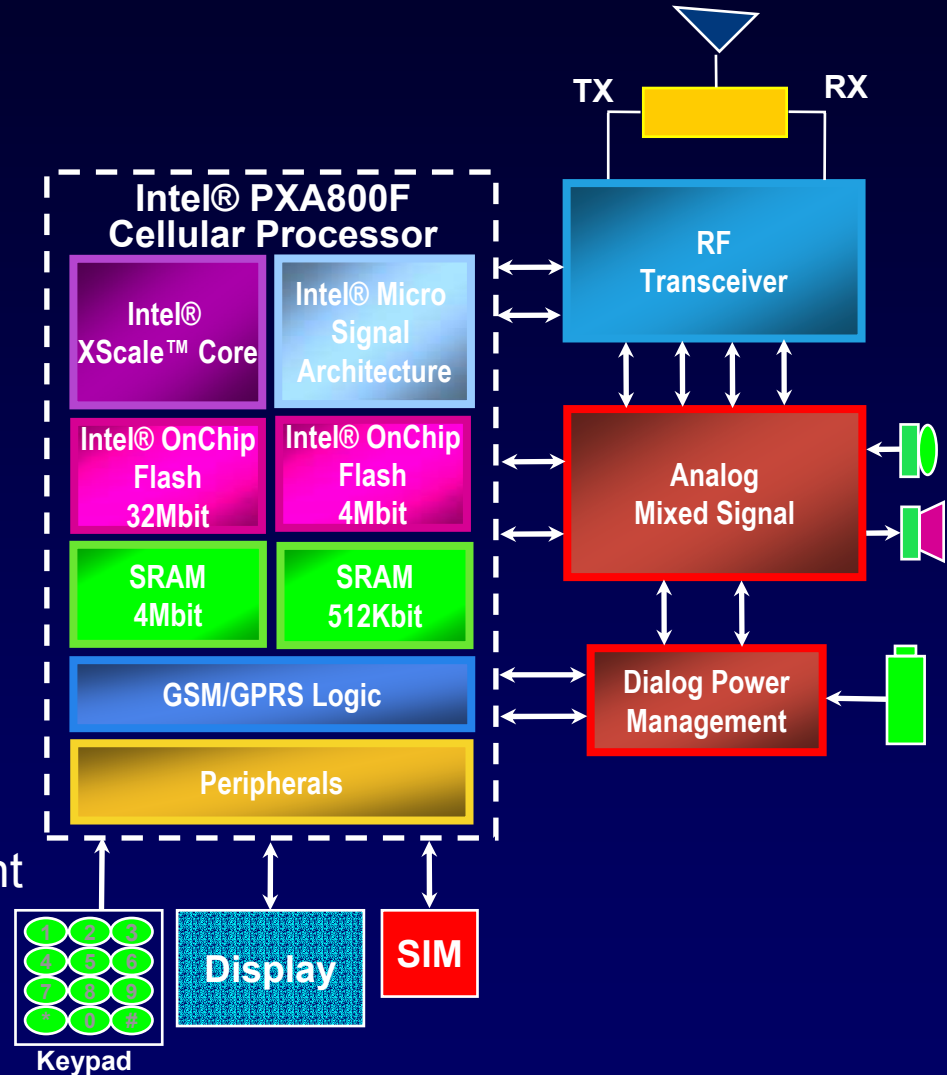 TX
RX
Intel® PXA800F
Cellular Processor
RF
Transceiver
Intel®
XScale™ Core
Intel® Micro
Signal
Architecture
Intel® OnChip
Flash
32Mbit
Intel® OnChip
Flash
4Mbit
Analog
Mixed Signal
SRAM
4Mbit
SRAM
512Kbit
GSM/GPRS Logic
Dialog Power
Management
Peripherals
nt
1 2 3
4 5 6
7 8 9
* 0 #
Keypad
Display
SIM